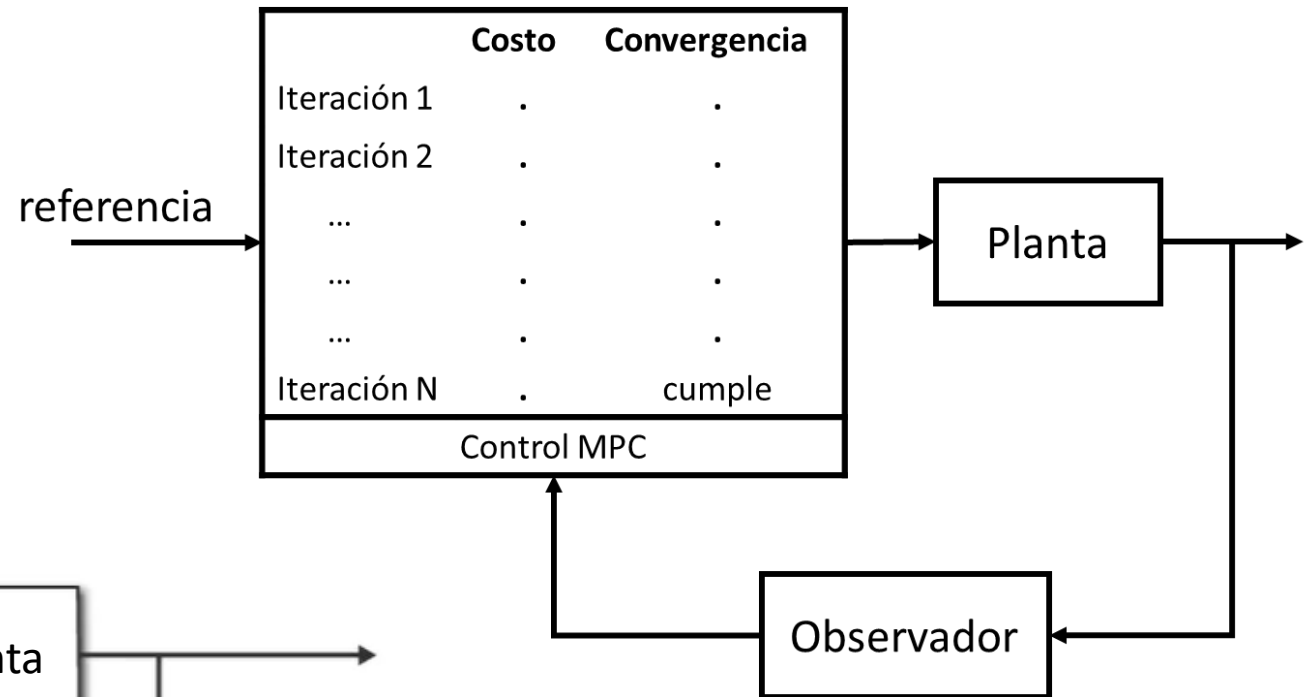 Costo Convergencia
Iteración 1 . .
Iteración 2 . .
referencia
... . .
... . .
... . .
Iteración N . cumple
Control MPC
Planta
Observador